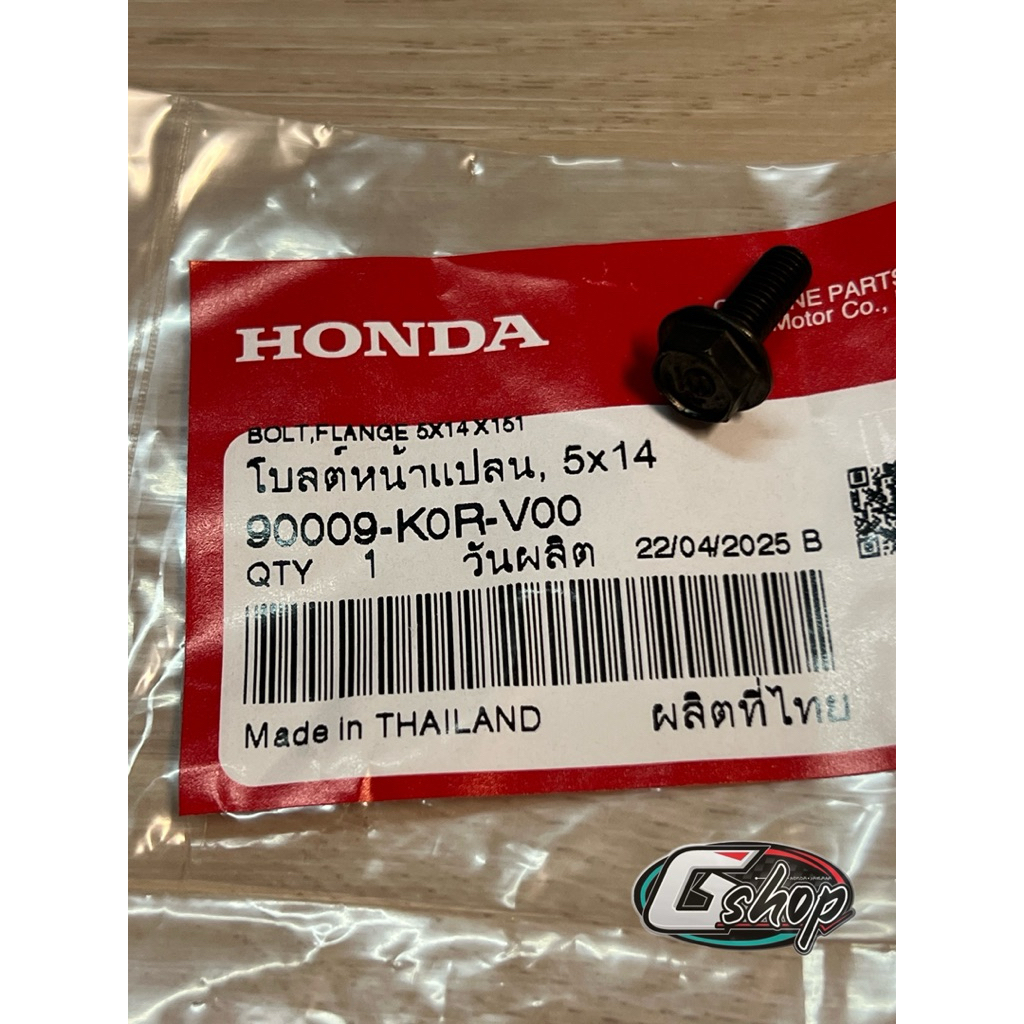 HONDA
NE PARTS
Motor Co.,
BOLT,FLANGE 5X14X151
โบลต์หน้าแปลน, 5x14
90009-K0R-V00
QTY 1 วันผลิต 22/04/2025 B
Made in THAILAND ผลิตที่ไทย
Gshop